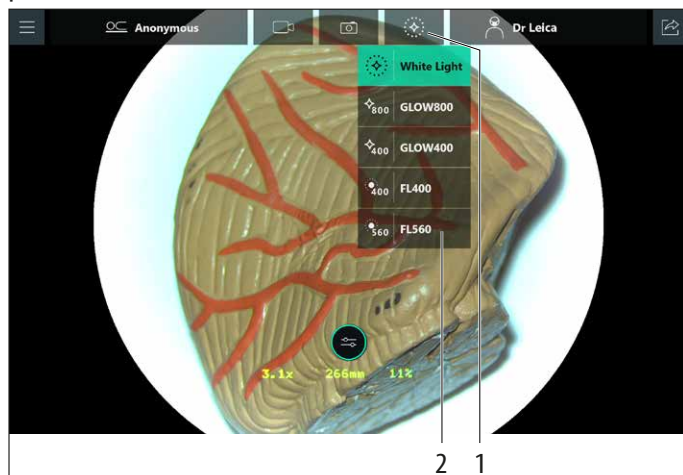 Anonymous
Dr Leica
White Light
800 GLOW800
400 GLOW400
400 FL400
560 FL560
3.1x 266mm 11%
2 1